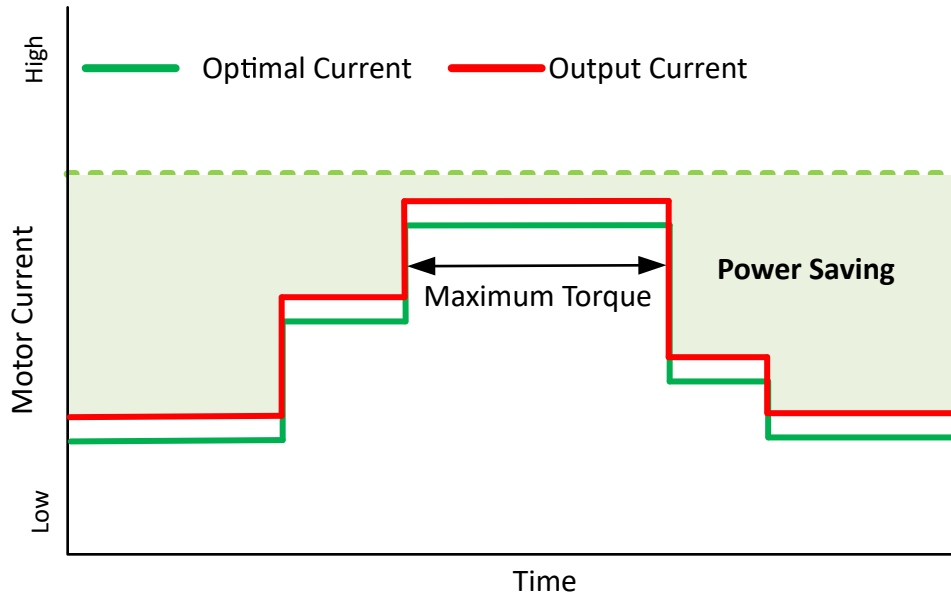 High
Optimal Current
Output Current
Motor Current
Power Saving
Maximum Torque
Low
Time